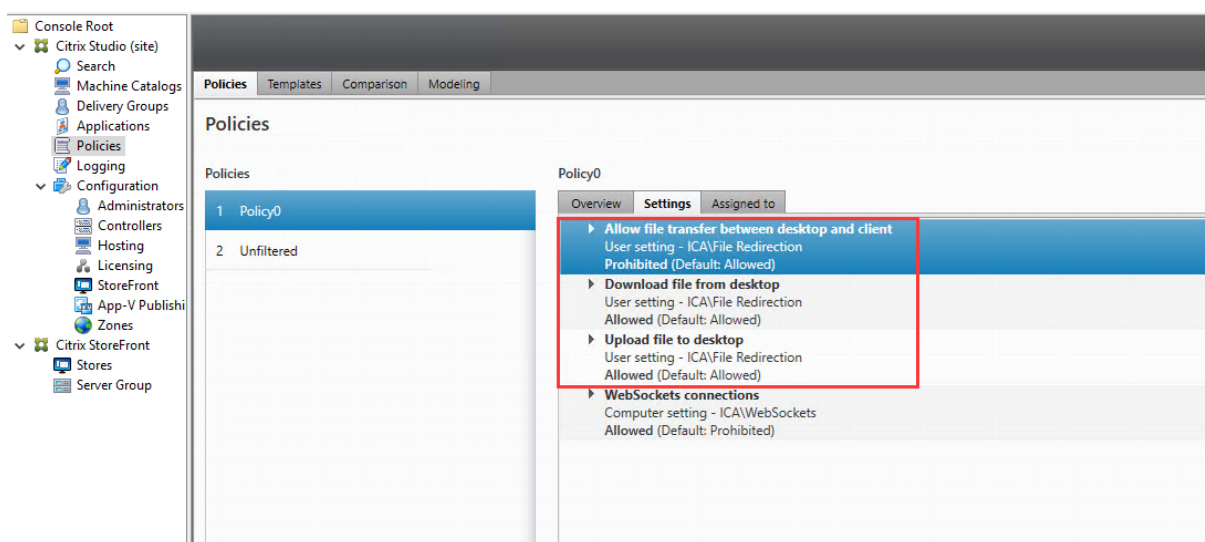 Console Root
Citrix Studio (site)
Search
Machine Catalogs
Delivery Groups
Applications
Policies
Logging
Configuration
Administrators
Controllers
Hosting
Licensing
StoreFront
App-V Publishi
Zones
Citrix StoreFront
Stores
Server Group
Policies Templates Comparison Modeling
Policies
Policies
1 Policy0
2 Unfiltered
Policy0
Overview Settings Assigned to
Allow file transfer between desktop and client
User setting - ICA\File Redirection
Prohibited (Default: Allowed)
Download file from desktop
User setting - ICA\File Redirection
Allowed (Default: Allowed)
Upload file to desktop
User setting - ICA\File Redirection
Allowed (Default: Allowed)
WebSockets connections
Computer setting - ICA\WebSockets
Allowed (Default: Prohibited)